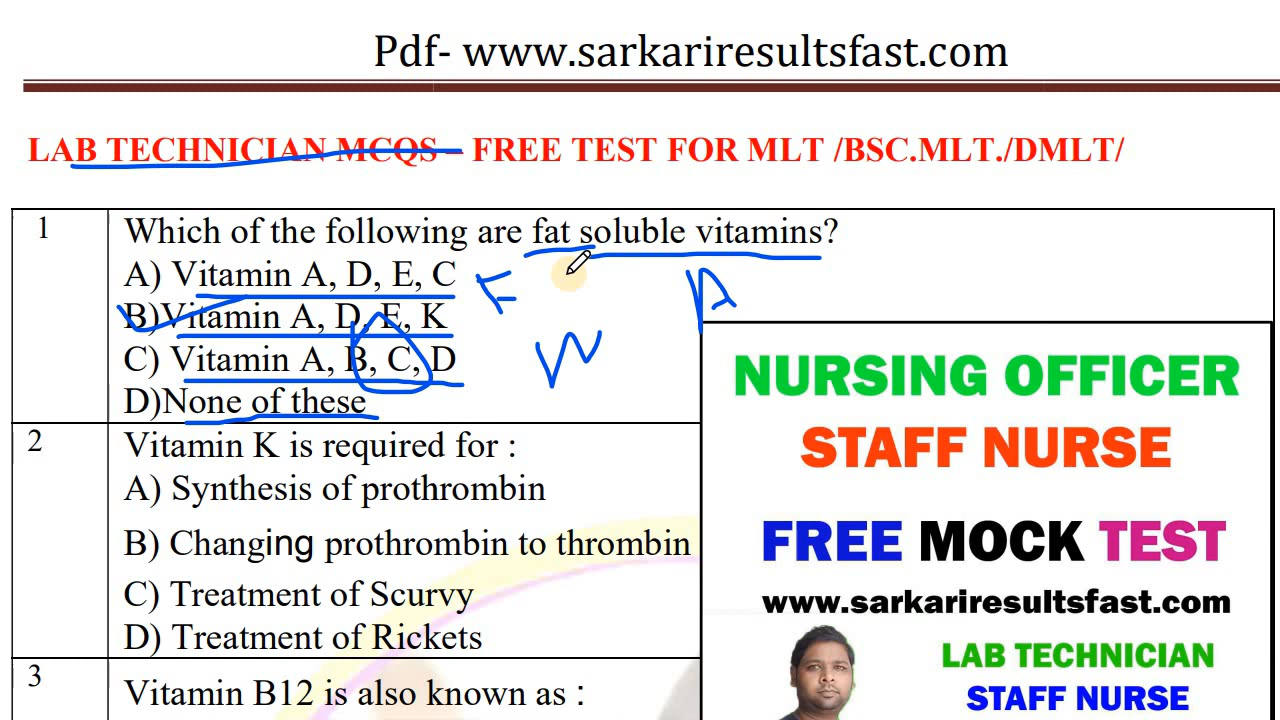 Pdf- www.sarkariresultsfast.com
LAB TECHNICIAN MCQS – FREE TEST FOR MLT /BSC.MLT./DMLT/
1
Which of the following are fat soluble vitamins?
A) Vitamin A, D, E, C
B)Vitamin A, D, E, K
C) Vitamin A, B, C, D
D)None of these
F
A
W
2
Vitamin K is required for :
A) Synthesis of prothrombin
B) Changing prothrombin to thrombin
C) Treatment of Scurvy
D) Treatment of Rickets
3
Vitamin B12 is also known as :
NURSING OFFICER
STAFF NURSE
FREE MOCK TEST
www.sarkariresultsfast.com
LAB TECHNICIAN
STAFF NURSE